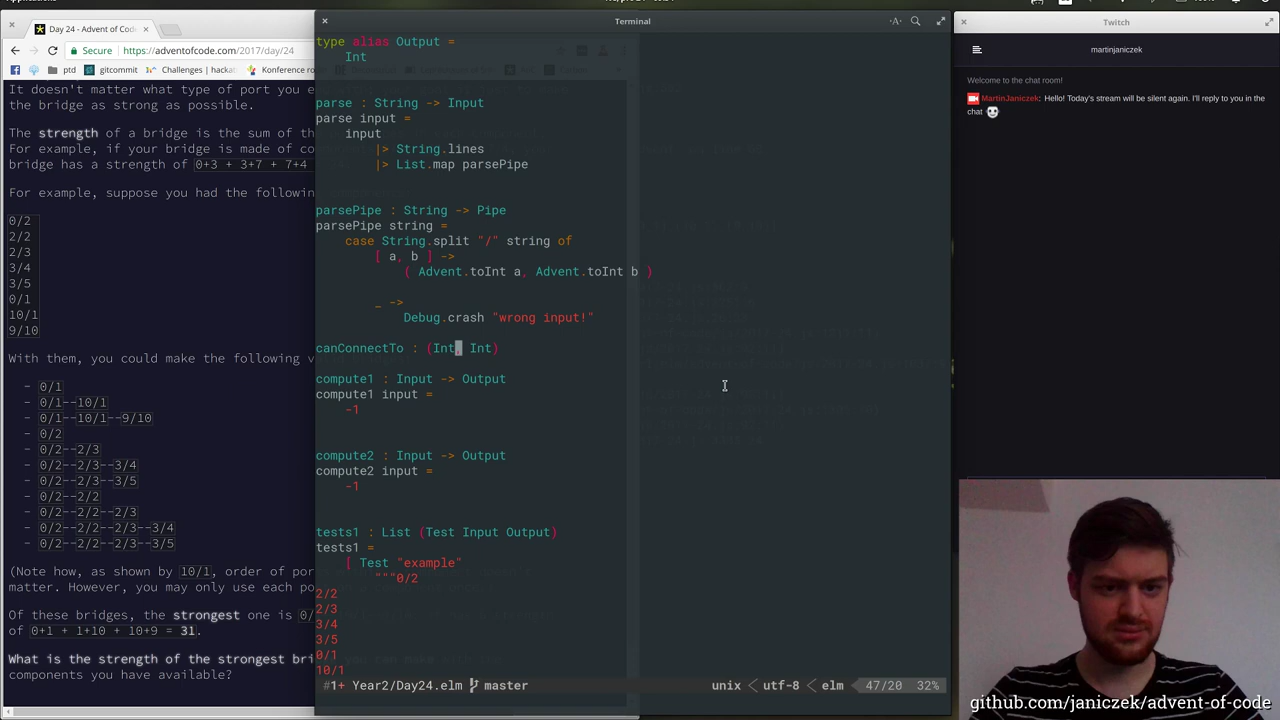 Terminal
Twitch
Day 24 - Advent of Code
Secure
https://adventofcode.com/2017/day/24
ptd
gitcommit
Challenges | hackat
Konference ro
It doesn't matter what type of port you e
the bridge as strong as possible.
The strength of a bridge is the sum of th
For example, if your bridge is made of co
bridge has a strength of 0+3 + 3+7 + 7+4
For example, suppose you had the followin
0/2
2/2
2/3
3/4
3/5
0/1
10/1
9/10
With them, you could make the following v
- 0/1
- 0/1--10/1
- 0/1--10/1--9/10
- 0/2
- 0/2--2/3
- 0/2--2/3--3/4
- 0/2--2/3--3/5
- 0/2--2/2
- 0/2--2/2--2/3
- 0/2--2/2--2/3--3/4
- 0/2--2/2--2/3--3/5
(Note how, as shown by 10/1, order of por
matter. However, you may only use each po
Of these bridges, the strongest one is 0/
of 0+1 + 1+10 + 10+9 = 31.
What is the strength of the strongest bri
components you have available?
type alias Output =
Int
parse : String -> Input
parse input =
input
|> String.lines
|> List.map parsePipe
parsePipe : String -> Pipe
parsePipe string =
case String.split "/" string of
[ a, b ] ->
( Advent.toInt a, Advent.toInt b )
_ ->
Debug.crash "wrong input!"
canConnectTo : (Int, Int)
compute1 : Input -> Output
compute1 input =
-1
compute2 : Input -> Output
compute2 input =
-1
tests1 : List (Test Input Output)
tests1 =
[ Test "example"
"""0/2
2/2
2/3
3/4
3/5
0/1
10/1
#1+ Year2/Day24.elm master
unix < utf-8 < elm 47/20 32%
martinjaniczek
Welcome to the chat room!
MartinJaniczek: Hello! Today's stream will be silent again. I'll reply to you in the
chat
github.com/janiczek/advent-of-code